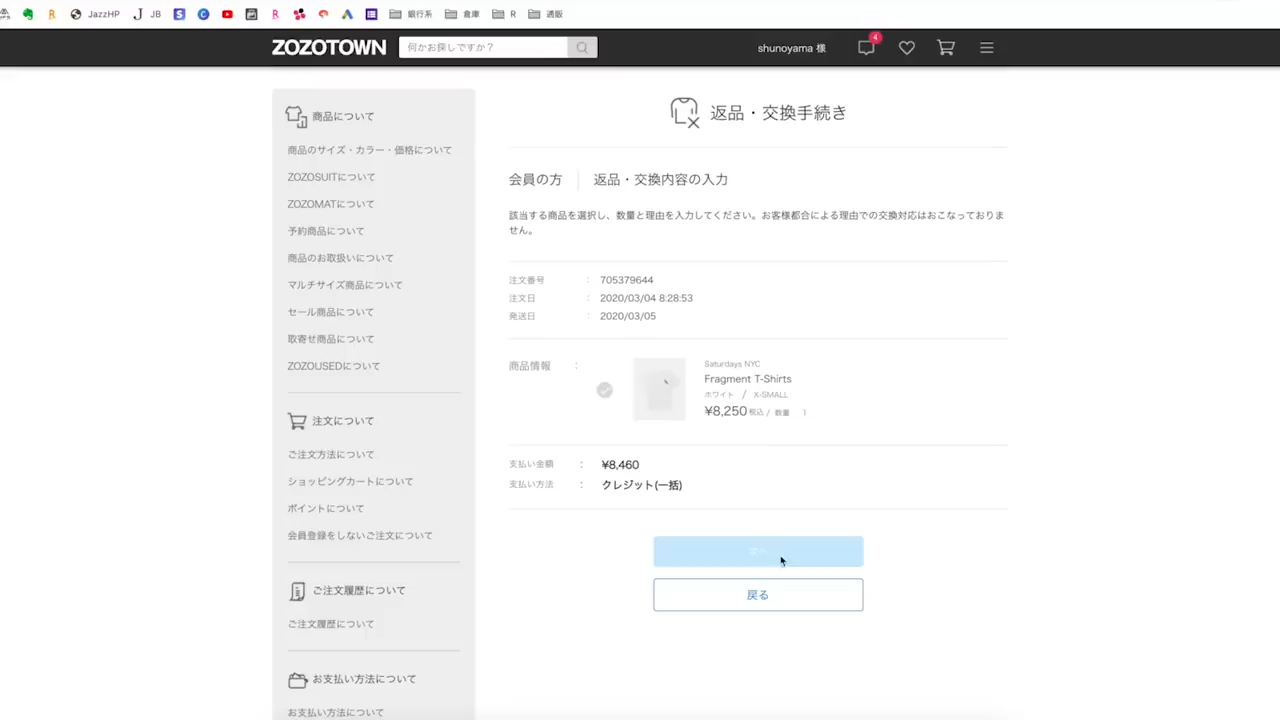 JazzHP
JB
銀行系
倉庫
R
通販
ZOZOTOWN
何かお探しですか？
shunoyama 様
4
商品について
商品のサイズ・カラー・価格について
ZOZOSUITについて
ZOZOMATについて
予約商品について
商品のお取扱いについて
マルチサイズ商品について
セール商品について
取寄せ商品について
ZOZOUSEDについて
注文について
ご注文方法について
ショッピングカートについて
ポイントについて
会員登録をしないご注文について
ご注文履歴について
ご注文履歴について
お支払い方法について
お支払い方法について
返品・交換手続き
会員の方
返品・交換内容の入力
該当する商品を選択し、数量と理由を入力してください。お客様都合による理由での交換対応はおこなっておりま
せん。
注文番号 : 705379644
注文日 : 2020/03/04 8:28:53
発送日 : 2020/03/05
商品情報 :
Saturdays NYC
Fragment T-Shirts
ホワイト / X-SMALL
¥8,250 税込 / 数量 1
支払い金額 : ¥8,460
支払い方法 : クレジット(一括)
次へ
戻る